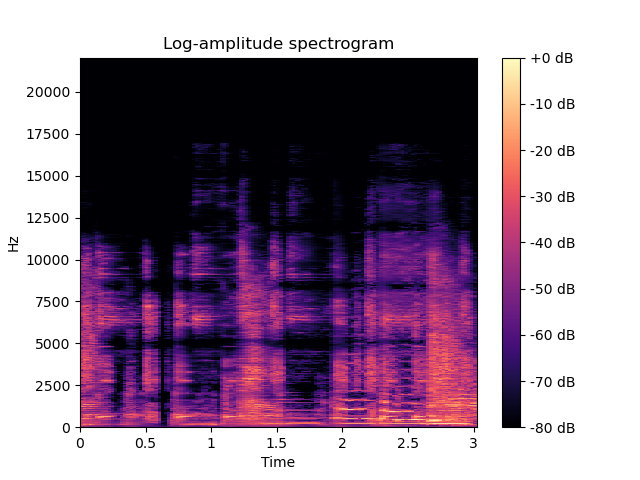 Log-amplitude spectrogram
+0 dB
20000
-10 dB
17500
-20 dB
15000
-30 dB
12500
Hz
-40 dB
10000
-50 dB
7500
-60 dB
5000
-70 dB
2500
0
-80 dB
0 0.5 1 1.5 2 2.5 3
Time